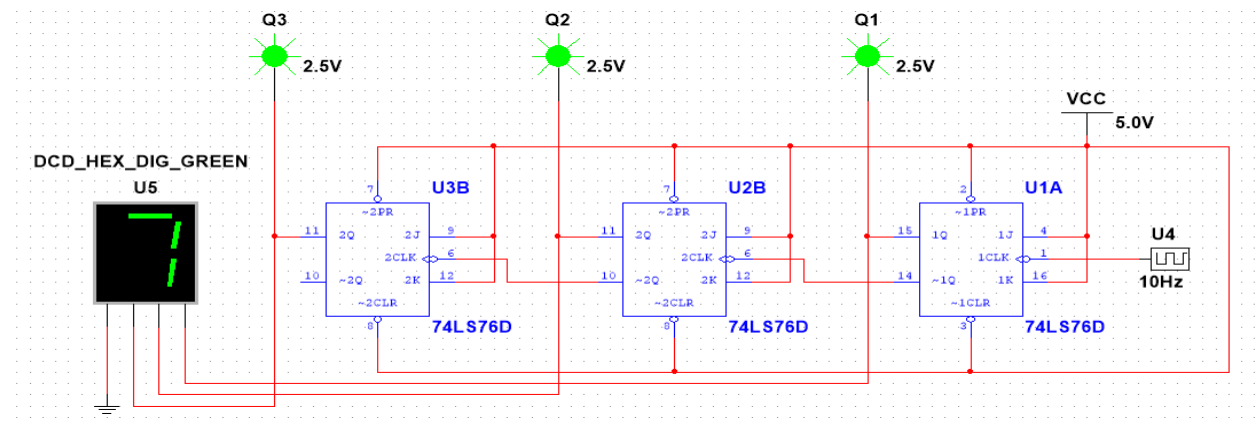 Q3
Q2
Q1
2.5V
2.5V
2.5V
VCC
5.0V
DCD_HEX_DIG_GREEN
U5
7
7
U3B
7
U2B
2
U1A
~2PR
~2PR
~1PR
11
2Q
2J
9
11
2Q
2J
9
15
1Q
1J
4
U4
2CLK
6
2CLK
6
1CLK
1
10
~2Q
2K
12
10
~2Q
2K
12
14
~1Q
1K
16
10Hz
~2CLR
~2CLR
~1CLR
8
74LS76D
8
74LS76D
3
74LS76D